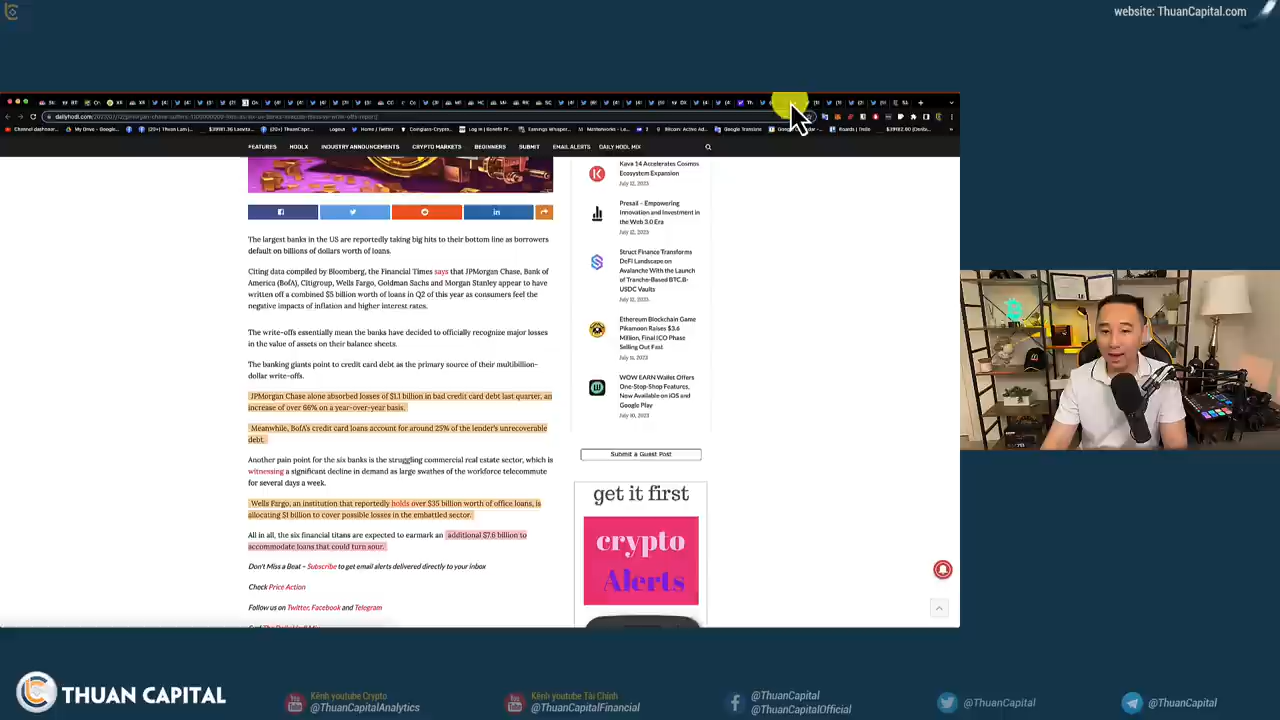 website: ThuanCapital.com
FEATURES HODLX INDUSTRY ANNOUNCEMENTS CRYPTO MARKETS BEGINNERS SUBMIT EMAIL ALERTS DAILY HODL MIX
The largest banks in the US are reportedly taking big hits to their bottom line as borrowers
default on billions of dollars worth of loans.
Citing data compiled by Bloomberg, the Financial Times says that JPMorgan Chase, Bank of
America (BofA), Citigroup, Wells Fargo, Goldman Sachs and Morgan Stanley appear to have
written off a combined $5 billion worth of loans in Q2 of this year as consumers feel the
negative impacts of inflation and higher interest rates.
The write-offs essentially mean the banks have decided to officially recognize major losses
in the value of assets on their balance sheets.
The banking giants point to credit card debt as the primary source of their multibillion-
dollar write-offs.
JPMorgan Chase alone absorbed losses of $1.1 billion in bad credit card debt last quarter, an
increase of over 66% on a year-over-year basis.
Meanwhile, BofA's credit card loans account for around 25% of the lender's unrecoverable
debt.
Another pain point for the six banks is the struggling commercial real estate sector, which is
witnessing a significant decline in demand as large swathes of the workforce telecommute
for several days a week.
Wells Fargo, an institution that reportedly holds over $35 billion worth of office loans, is
allocating $1 billion to cover possible losses in the embattled sector.
All in all, the six financial titans are expected to earmark an additional $7.6 billion to
accommodate loans that could turn sour.
Don't Miss a Beat – Subscribe to get email alerts delivered directly to your inbox
Check Price Action
Follow us on Twitter, Facebook and Telegram
Kava 14 Accelerates Cosmos
Ecosystem Expansion
July 12, 2023
Presail – Empowering
Innovation and Investment in
the Web 3.0 Era
July 12, 2023
Struct Finance Transforms
DeFi Landscape on
Avalanche With the Launch
of Tranche-Based BTC.B-
USDC Vaults
July 12, 2023
Ethereum Blockchain Game
Pikamoon Raises $3.6
Million, Final ICO Phase
Selling Out Fast
July 11, 2023
WOW EARN Wallet Offers
One-Stop-Shop Features,
Now Available on iOS and
Google Play
July 10, 2023
Submit a Guest Post
get it first
crypto
Alerts
THUAN CAPITAL
Kênh youtube Crypto
@ThuanCapitalAnalytics
Kênh youtube Tài Chính
@ThuanCapitalFinancial
@ThuanCapital
@ThuanCapitalOfficial
@ThuanCapital
@ThuanCapital